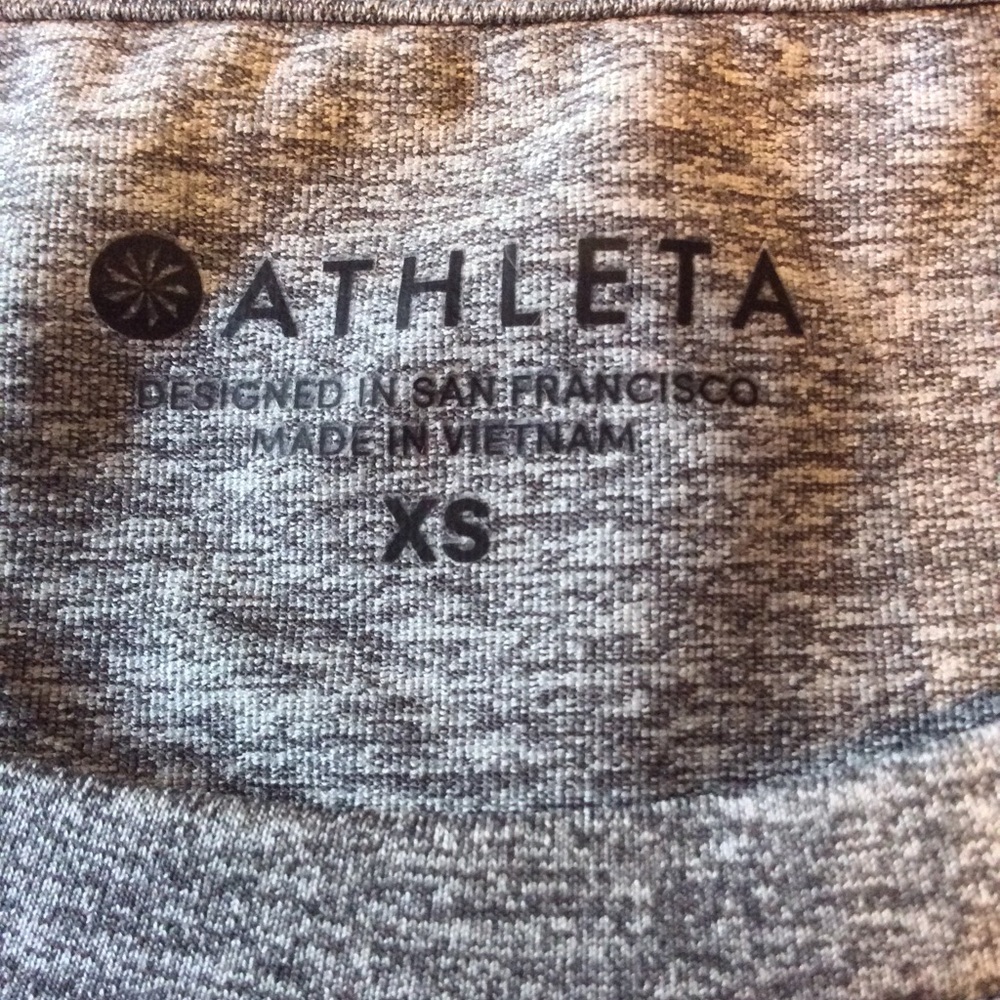 ATHLETA
DESIGNED IN SAN FRANCISCO
MADE IN VIETNAM
XS